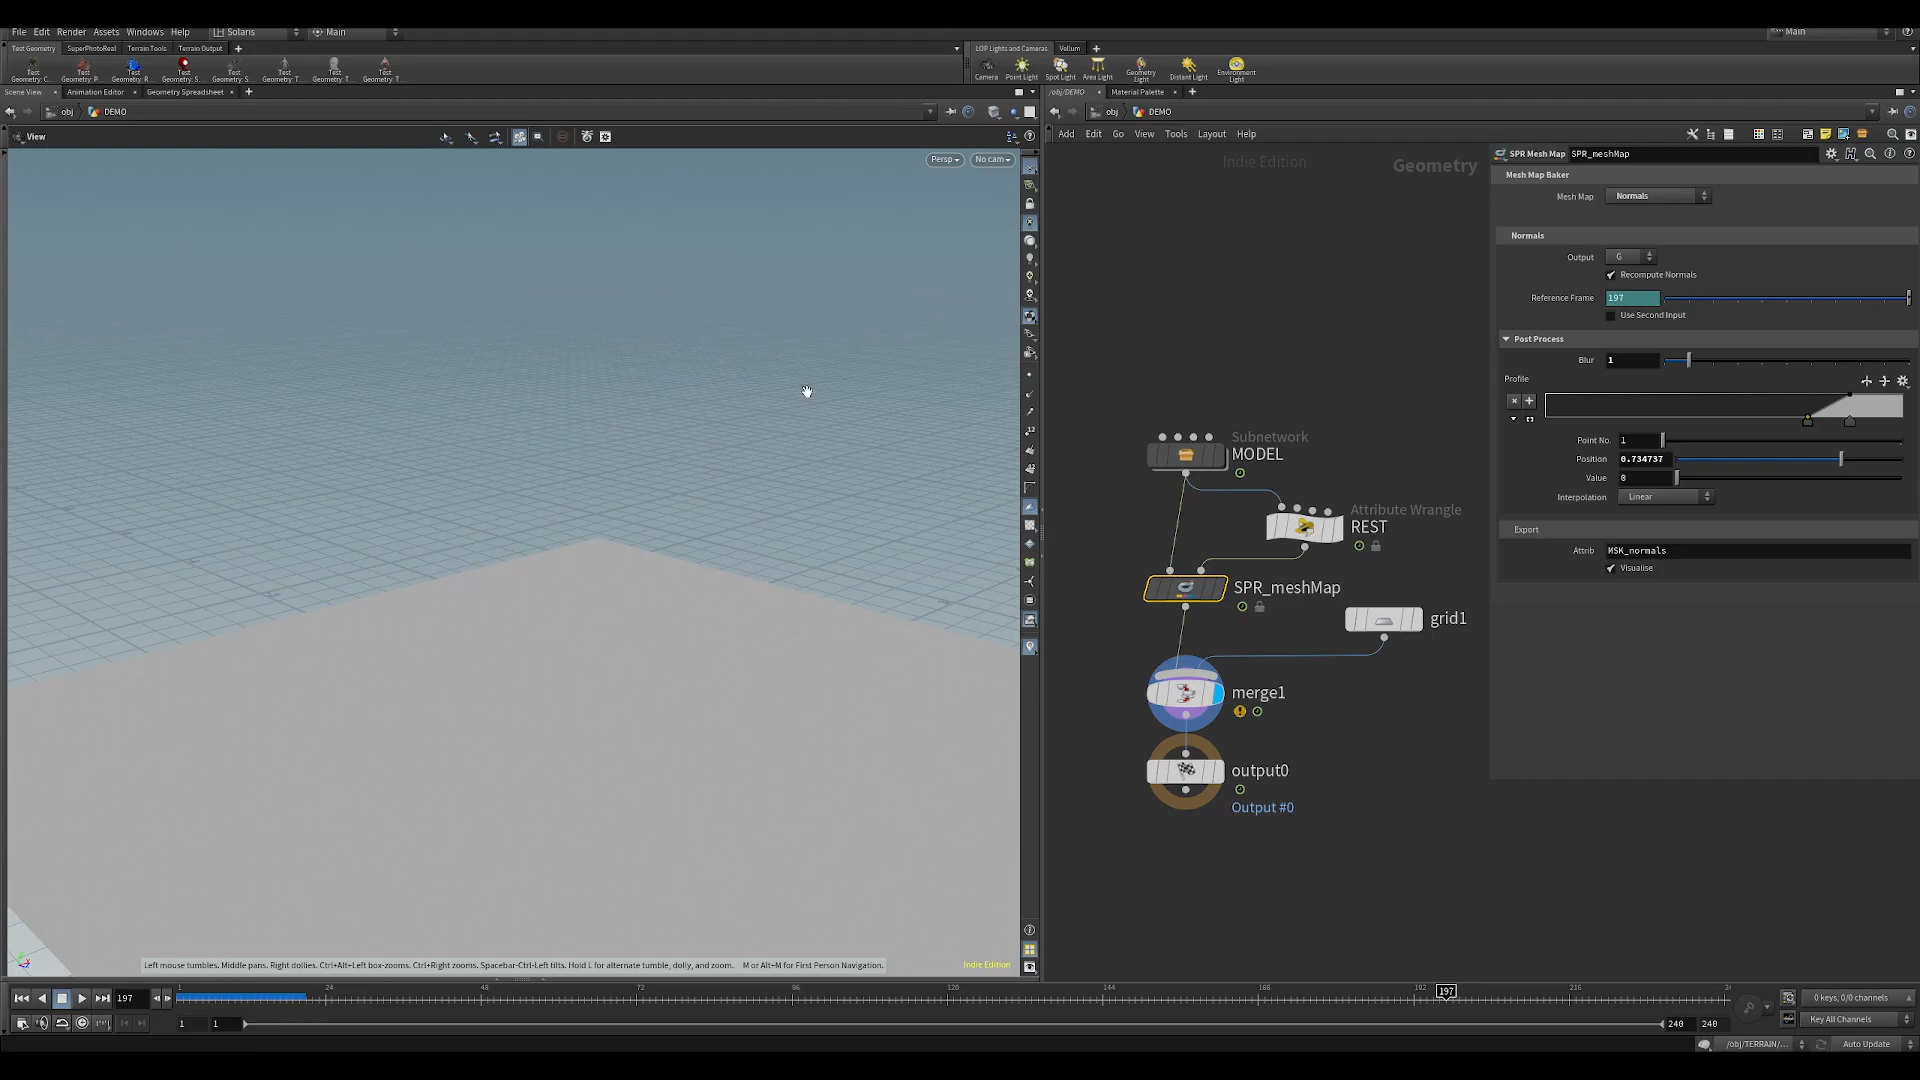 File Edit Render Assets Windows Help Solaris Main Main
Test Geometry SuperPhotoReal Terrain Tools Terrain Output LOP Lights and Cameras Vellum
Test Geometry: C... Test Geometry: P... Test Geometry: R... Test Geometry: S... Test Geometry: S... Test Geometry: T... Test Geometry: T... Test Geometry: T... Camera Point Light Spot Light Area Light Geometry Light Distant Light Environment Light
Scene View Animation Editor Geometry Spreadsheet /obj/DEMO Material Palette
obj DEMO obj DEMO
View Add Edit Go View Tools Layout Help
Persp No cam
Indie Edition Geometry
SPR Mesh Map SPR_meshMap
Mesh Map Baker
Mesh Map Normals
Normals
Output G
Recompute Normals
Reference Frame 197
Use Second Input
Post Process
Blur 1
Profile
Point No. 1
Position 0.734737
Value 0
Interpolation Linear
Export
Attrib MSK_normals
Visualise
Subnetwork
MODEL
Attribute Wrangle
REST
SPR_meshMap
grid1
merge1
output0
Output #0
Left mouse tumbles. Middle pans. Right dollies. Ctrl+Alt+Left box-zooms. Ctrl+Right zooms. Spacebar-Ctrl-Left tilts. Hold L for alternate tumble, dolly, and zoom. M or Alt+M for First Person Navigation.
Indie Edition
197 1 24 48 72 96 120 144 168 192 197 216 24
0 keys, 0/0 channels
1 1 240 240 Key All Channels
/obj/TERRAIN/... Auto Update